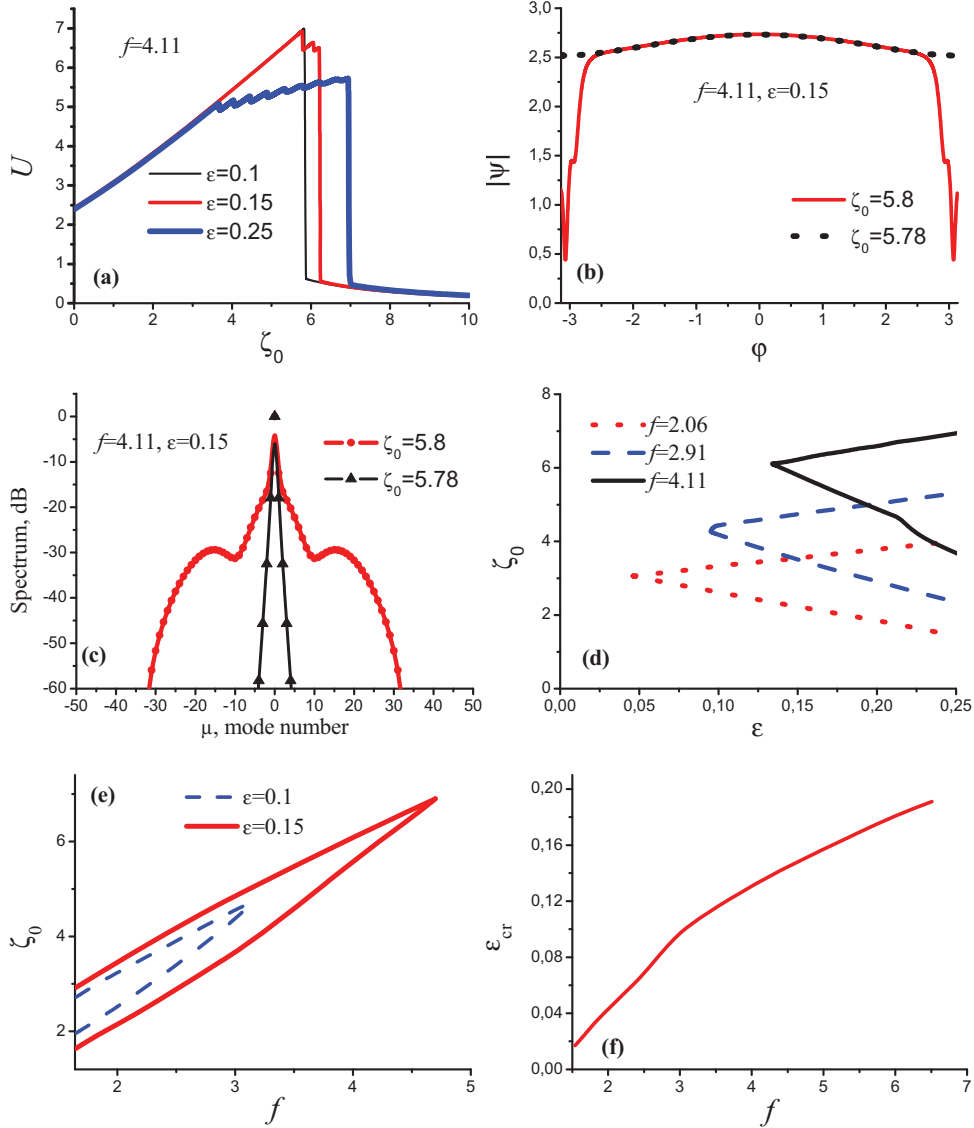 7
6
5
4
3
2
1
0
U
f=4.11
ε=0.1
ε=0.15
ε=0.25
(a)
0 2 4 6 8 10
ζ0
3,0
2,5
2,0
1,5
1,0
0,5
0,0
|ψ|
f=4.11, ε=0.15
ζ0=5.8
ζ0=5.78
(b)
-3 -2 -1 0 1 2 3
φ
0
-10
-20
-30
-40
-50
-60
Spectrum, dB
f=4.11, ε=0.15
ζ0=5.8
ζ0=5.78
(c)
-50 -40 -30 -20 -10 0 10 20 30 40 50
μ, mode number
8
6
4
2
0
ζ0
f=2.06
f=2.91
f=4.11
(d)
0,00 0,05 0,10 0,15 0,20 0,25
ε
6
4
2
ζ0
(e)
ε=0.1
ε=0.15
2 3 4 5
f
0,20
0,16
0,12
0,08
0,04
0,00
εcr
(f)
2 3 4 5 6 7
f